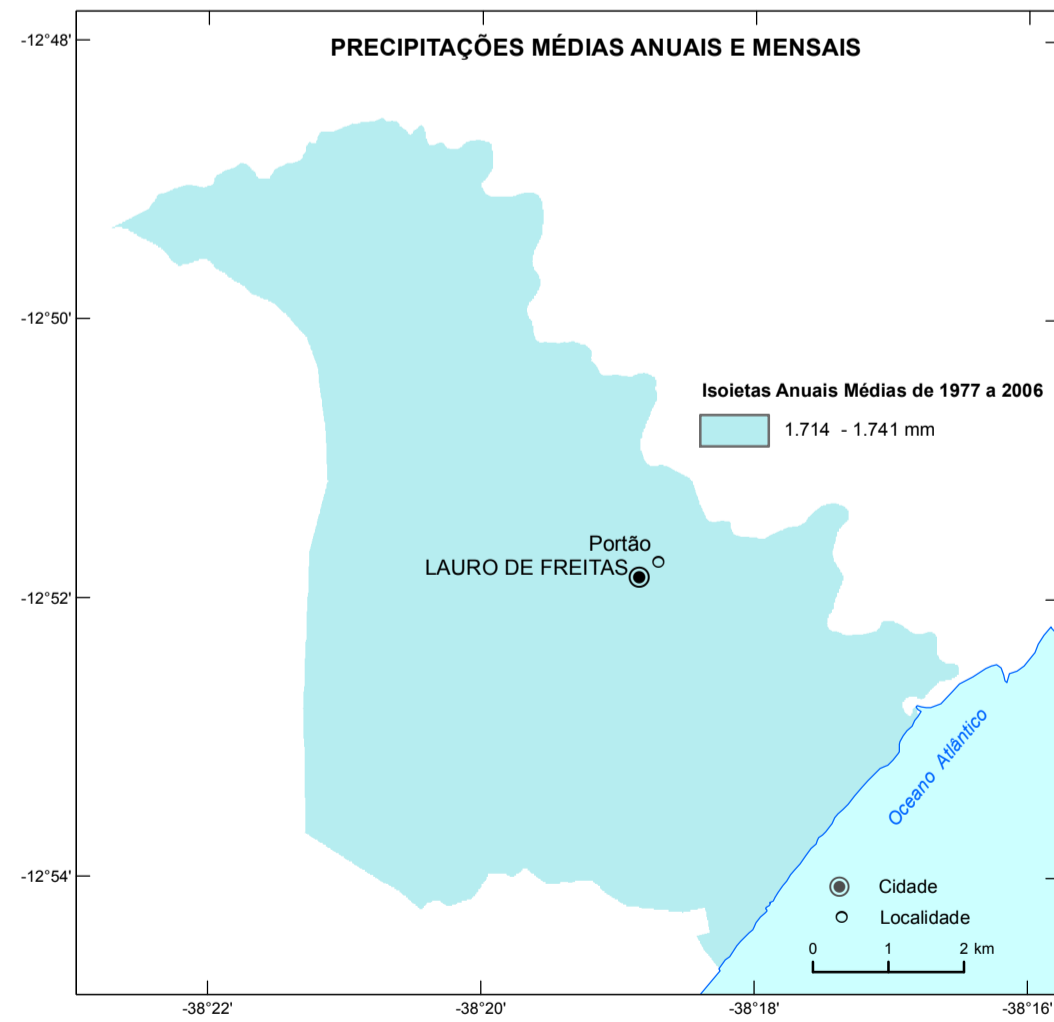 PRECIPITAÇÕES MÉDIAS ANUAIS E MENSAIS
-12°48'
-12°50'
Isoietas Anuais Médias de 1977 a 2006
1.714 - 1.741 mm
Portão
LAURO DE FREITAS
-12°52'
Oceano Atlântico
-12°54'
Cidade
Localidade
0 1 2 km
-38°22' -38°20' -38°18' -38°16'